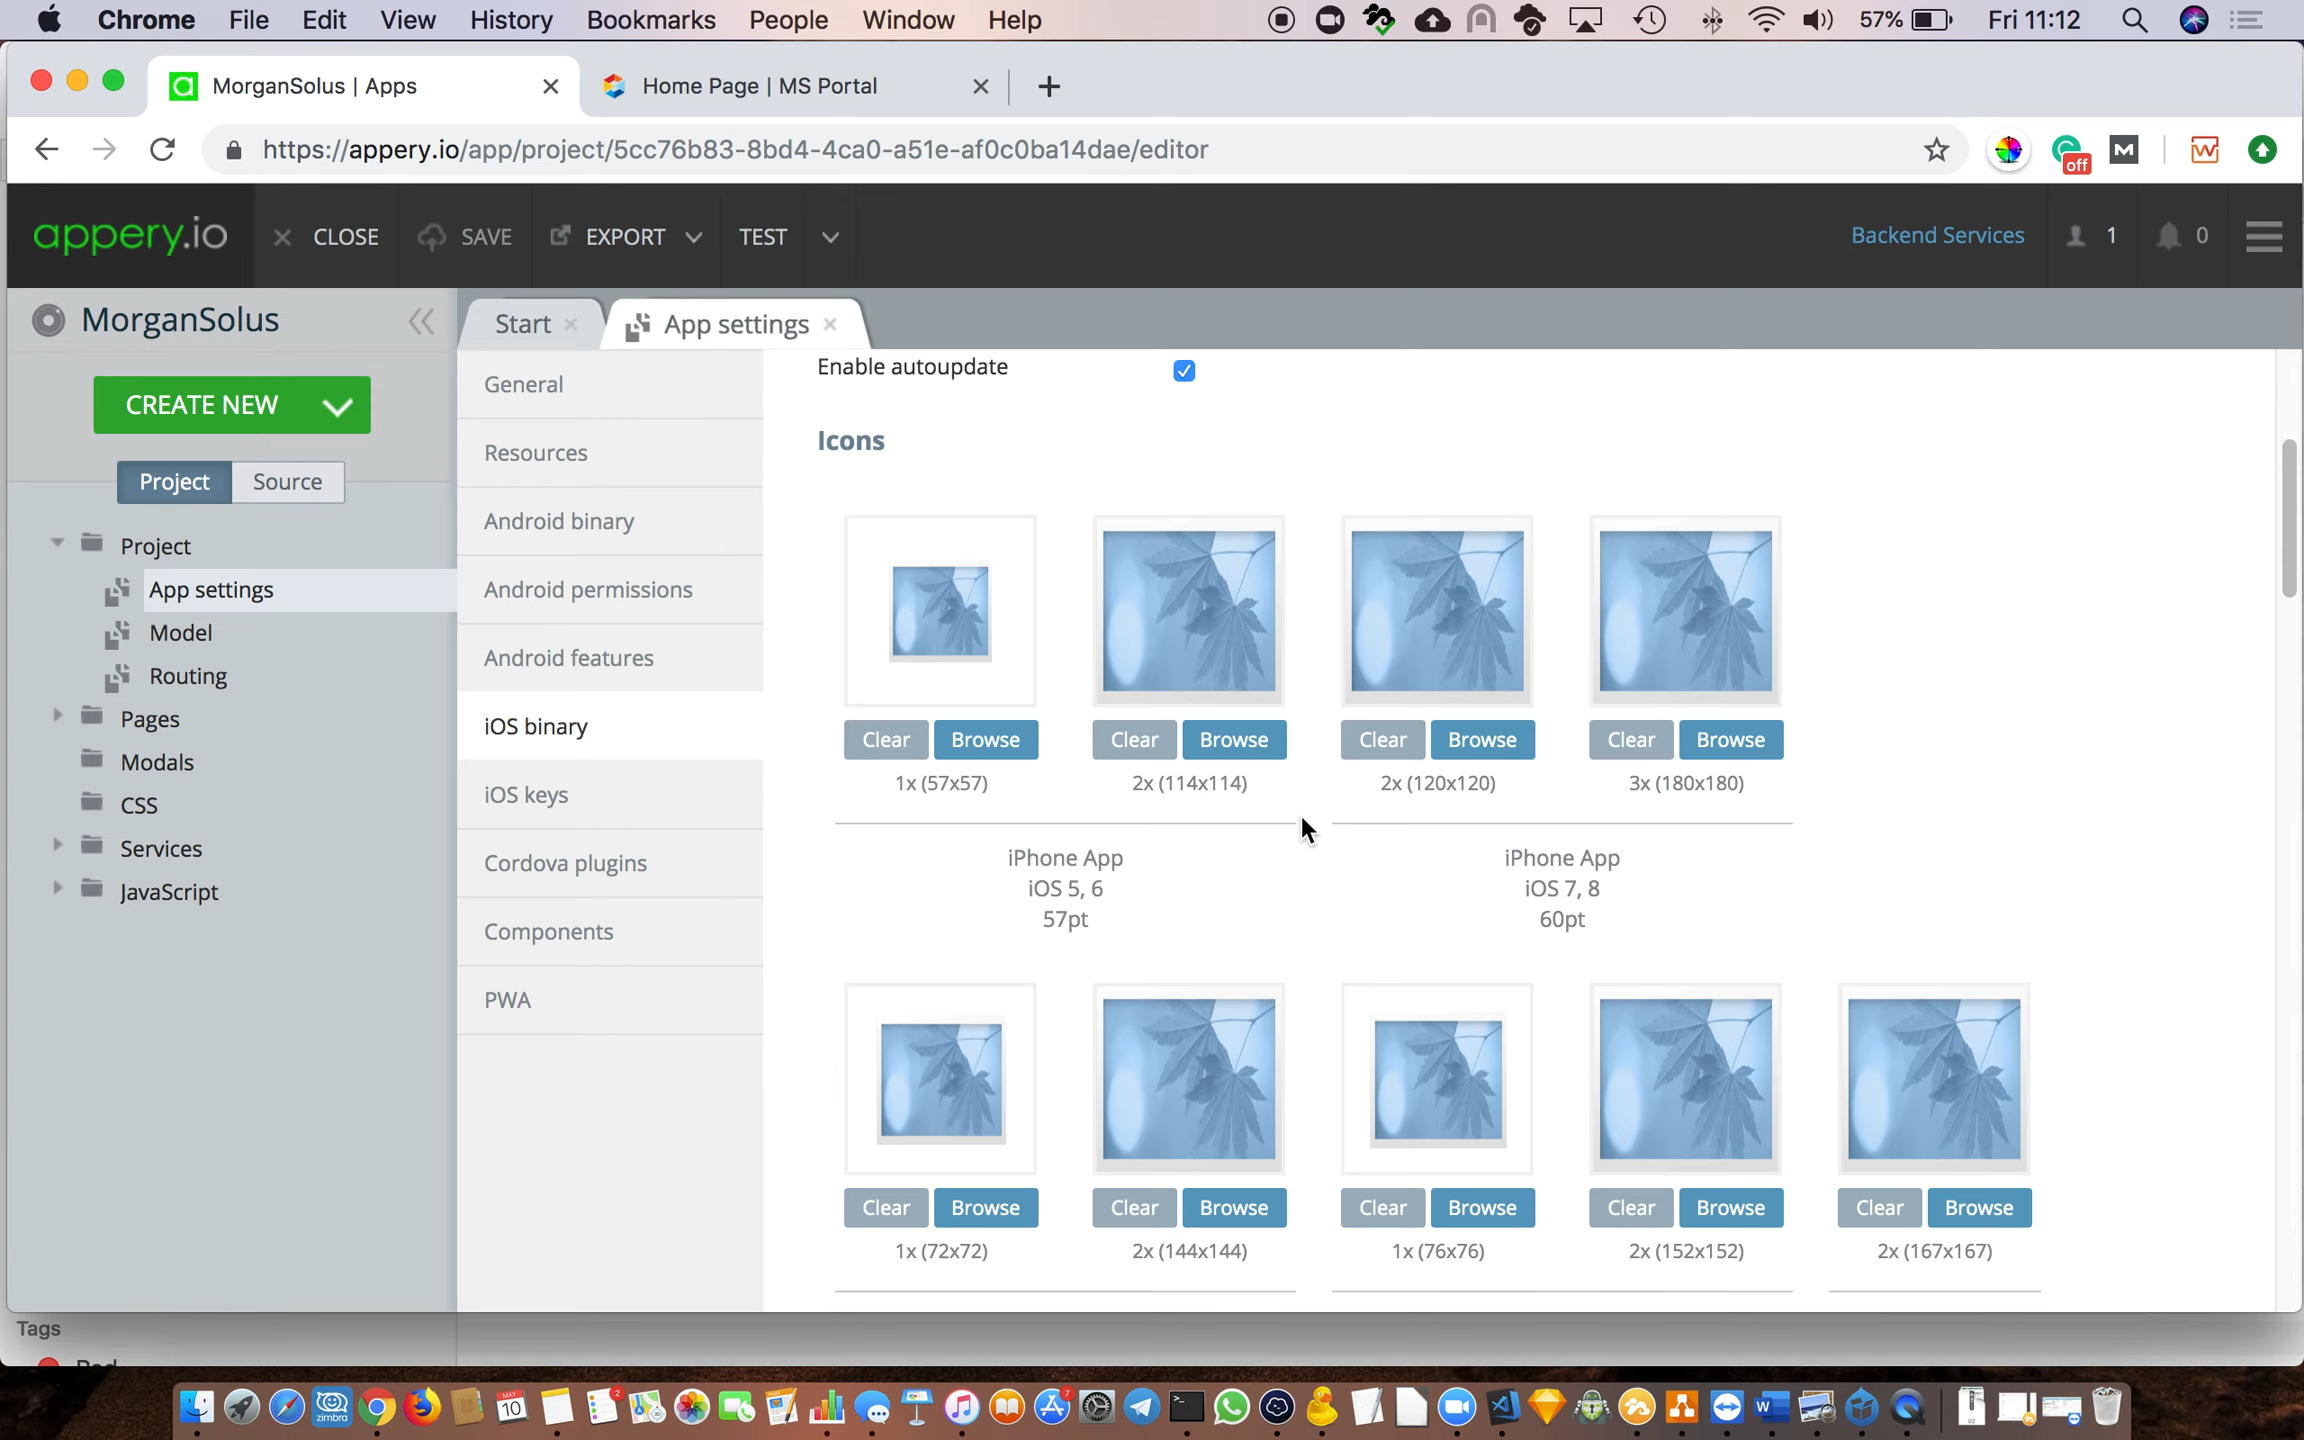 Chrome File Edit View History Bookmarks People Window Help 57% Fri 11:12
MorganSolus | Apps Home Page | MS Portal
https://appery.io/app/project/5cc76b83-8bd4-4ca0-a51e-af0c0ba14dae/editor off
appery.io CLOSE SAVE EXPORT TEST Backend Services 1 0
MorganSolus
Start App settings
CREATE NEW
Project Source
Project
App settings
Model
Routing
Pages
Modals
CSS
Services
JavaScript
General
Resources
Android binary
Android permissions
Android features
iOS binary
iOS keys
Cordova plugins
Components
PWA
Enable autoupdate
Icons
Clear Browse Clear Browse Clear Browse Clear Browse
1x (57x57) 2x (114x114) 2x (120x120) 3x (180x180)
iPhone App iPhone App
iOS 5, 6 iOS 7, 8
57pt 60pt
Clear Browse Clear Browse Clear Browse Clear Browse Clear Browse
1x (72x72) 2x (144x144) 1x (76x76) 2x (152x152) 2x (167x167)
Tags
zimbra
MAY
10
2
7